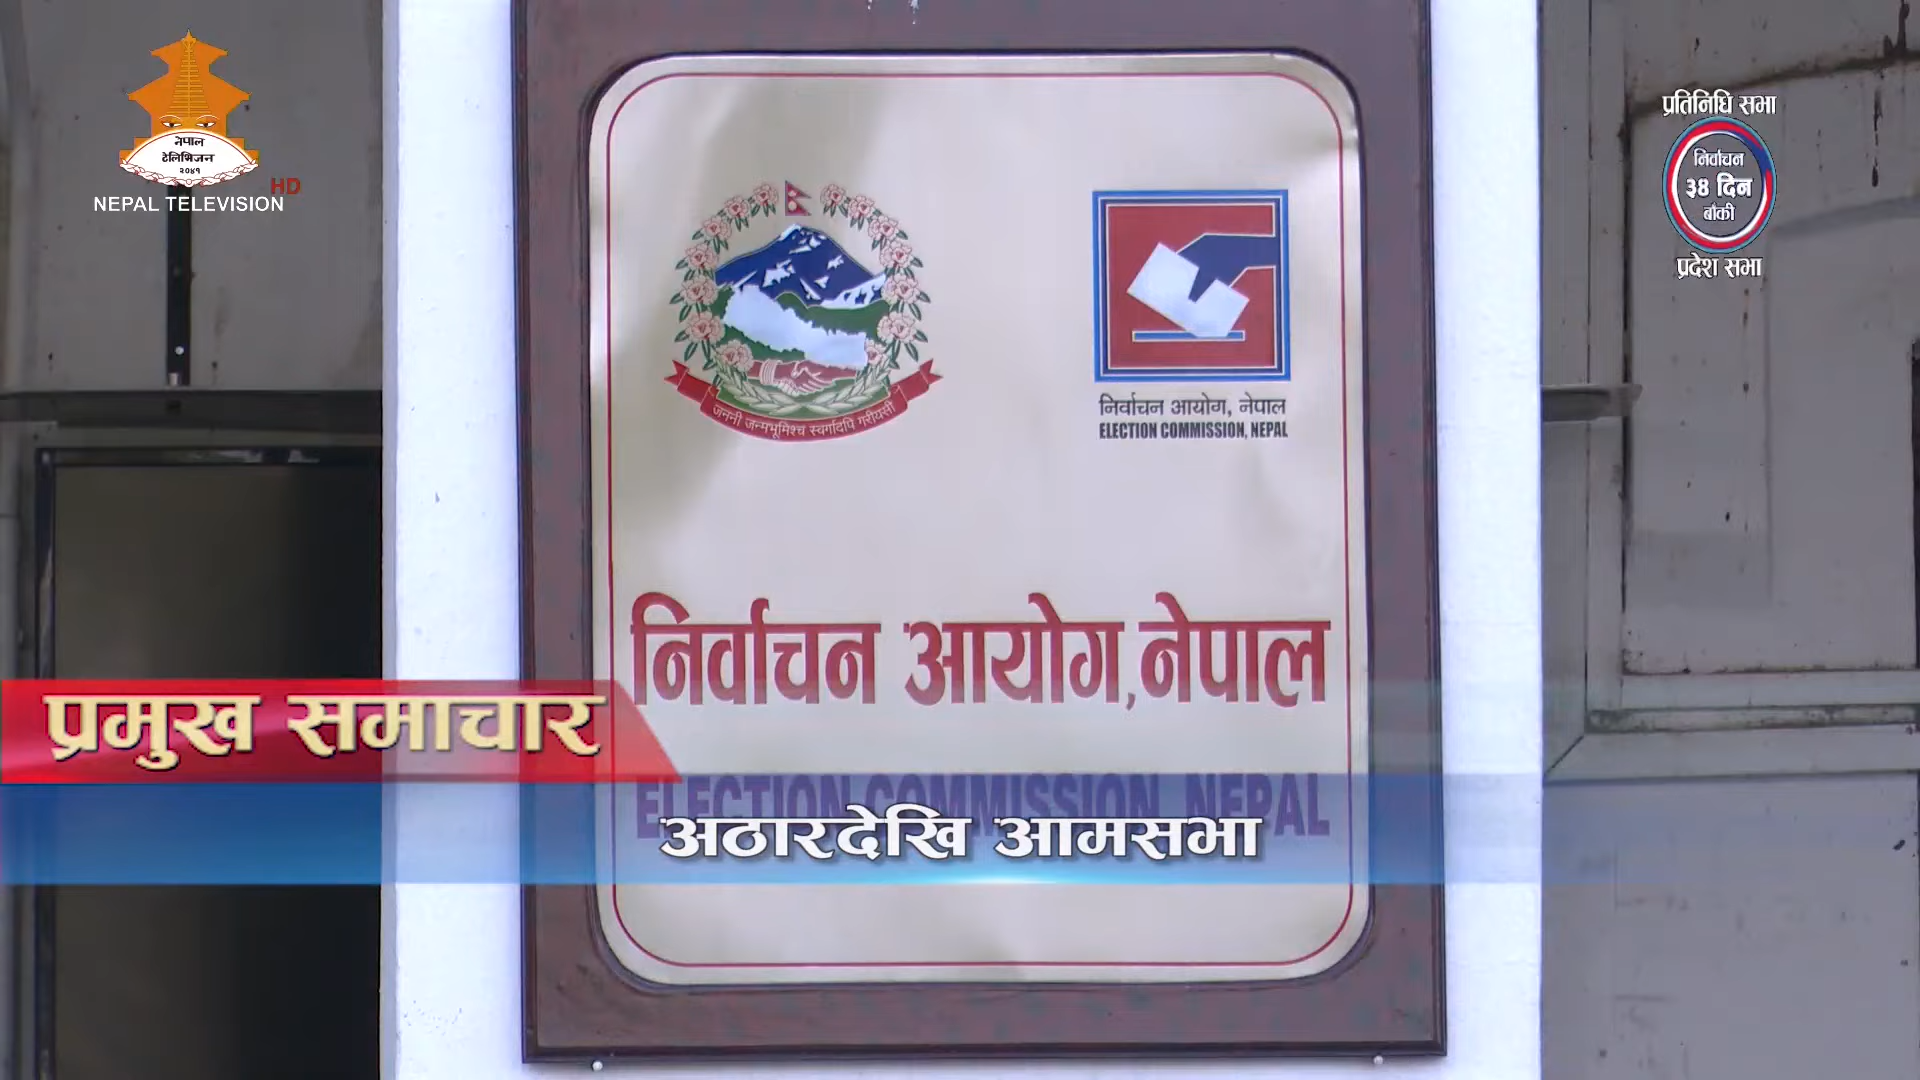 नेपाल
टेलिभिजन
२०४१
HD
NEPAL TELEVISION
प्रतिनिधि सभा
निर्वाचन
३४ दिन
बाँकी
प्रदेश सभा
जननी जन्मभूमिश्च स्वर्गादपि गरीयसी
निर्वाचन आयोग, नेपाल
ELECTION COMMISSION, NEPAL
निर्वाचन आयोग, नेपाल
प्रमुख समाचार
ELECTION COMMISSION, NEPAL
अठारदेखि आमसभा